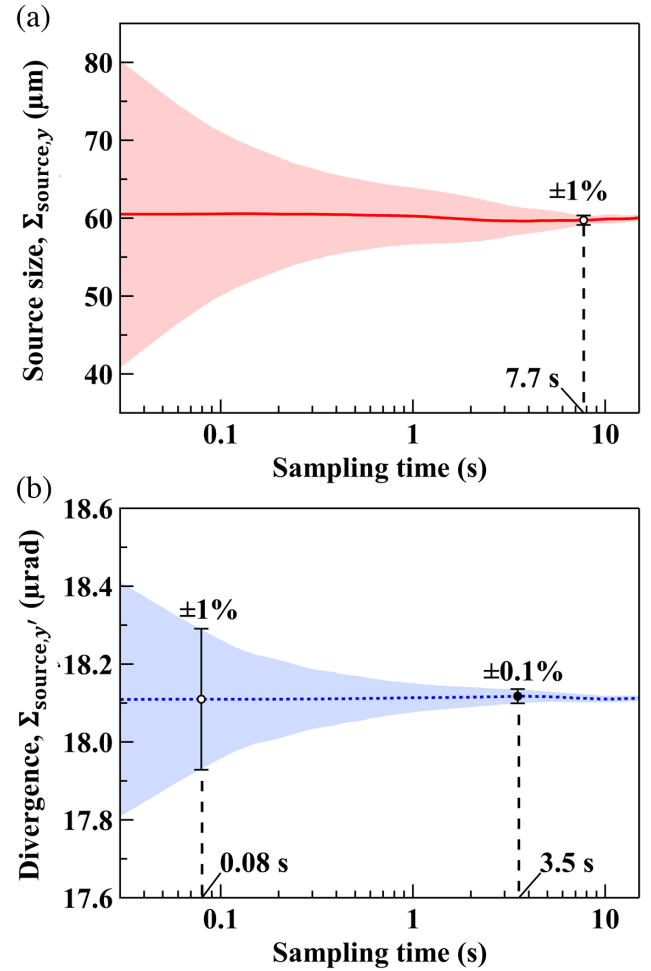 (a)
Source size, Σsource,y (μm)
80
70
60
50
40
±1%
7.7 s
0.1
1
10
Sampling time (s)
(b)
Divergence, Σsource,y′ (μrad)
18.6
18.4
18.2
18.0
17.8
17.6
±1%
±0.1%
0.08 s
3.5 s
0.1
1
10
Sampling time (s)